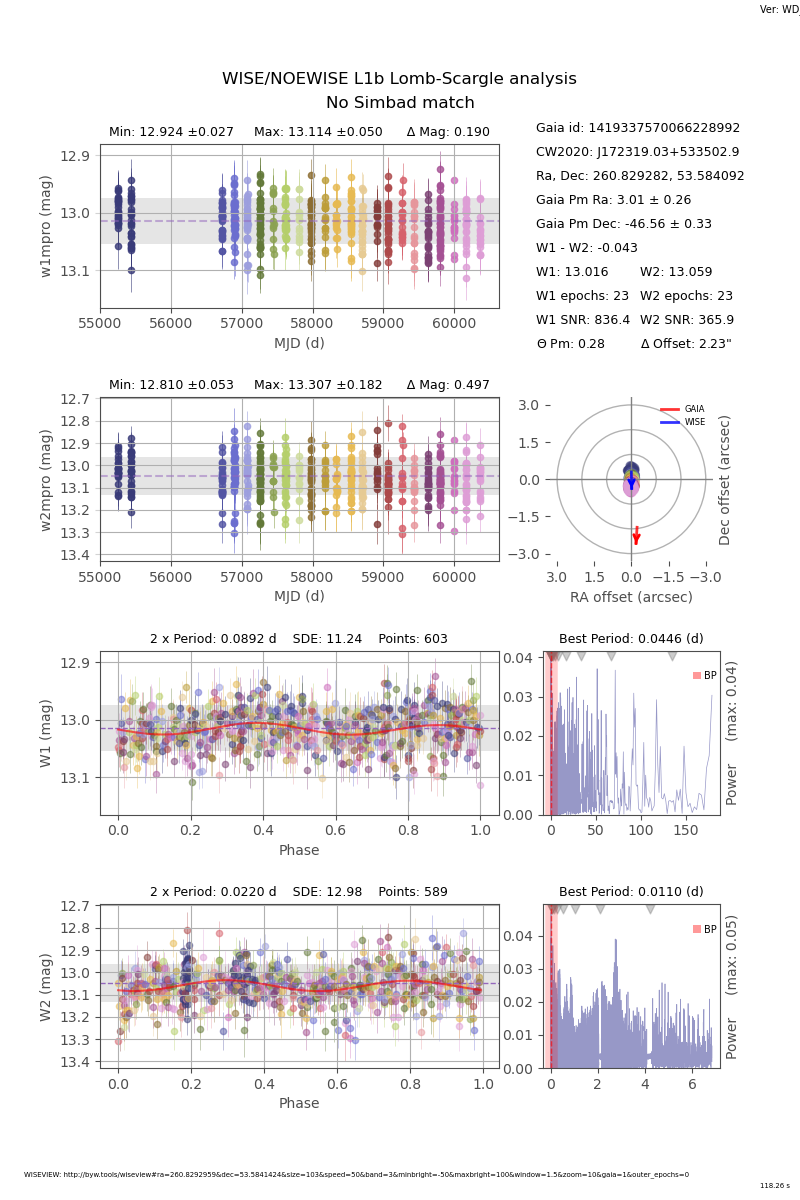 Ver: WD_
WISE/NOEWISE L1b Lomb-Scargle analysis
No Simbad match
Min: 12.924 ±0.027 Max: 13.114 ±0.050 Δ Mag: 0.190
12.9
13.0
13.1
w1mpro (mag)
55000 56000 57000 58000 59000 60000
MJD (d)
Gaia id: 1419337570066228992
CW2020: J172319.03+533502.9
Ra, Dec: 260.829282, 53.584092
Gaia Pm Ra: 3.01 ± 0.26
Gaia Pm Dec: -46.56 ± 0.33
W1 - W2: -0.043
W1: 13.016 W2: 13.059
W1 epochs: 23 W2 epochs: 23
W1 SNR: 836.4 W2 SNR: 365.9
Θ Pm: 0.28 Δ Offset: 2.23"
Min: 12.810 ±0.053 Max: 13.307 ±0.182 Δ Mag: 0.497
12.7
12.8
12.9
13.0
13.1
13.2
13.3
13.4
w2mpro (mag)
55000 56000 57000 58000 59000 60000
MJD (d)
GAIA
WISE
3.0
1.5
0.0
−1.5
−3.0
Dec offset (arcsec)
3.0 1.5 0.0 −1.5 −3.0
RA offset (arcsec)
2 x Period: 0.0892 d SDE: 11.24 Points: 603
12.9
13.0
13.1
W1 (mag)
0.0 0.2 0.4 0.6 0.8 1.0
Phase
Best Period: 0.0446 (d)
BP
0.04
0.03
0.02
0.01
0.00
Power (max: 0.04)
0 50 100 150
2 x Period: 0.0220 d SDE: 12.98 Points: 589
12.7
12.8
12.9
13.0
13.1
13.2
13.3
13.4
W2 (mag)
0.0 0.2 0.4 0.6 0.8 1.0
Phase
Best Period: 0.0110 (d)
BP
0.04
0.03
0.02
0.01
0.00
Power (max: 0.05)
0 2 4 6
WISEVIEW: http://byw.tools/wiseview#ra=260.8292959&dec=53.5841424&size=103&speed=50&band=3&minbright=-50&maxbright=100&window=1.5&zoom=10&gaia=1&outer_epochs=0
118.26 s